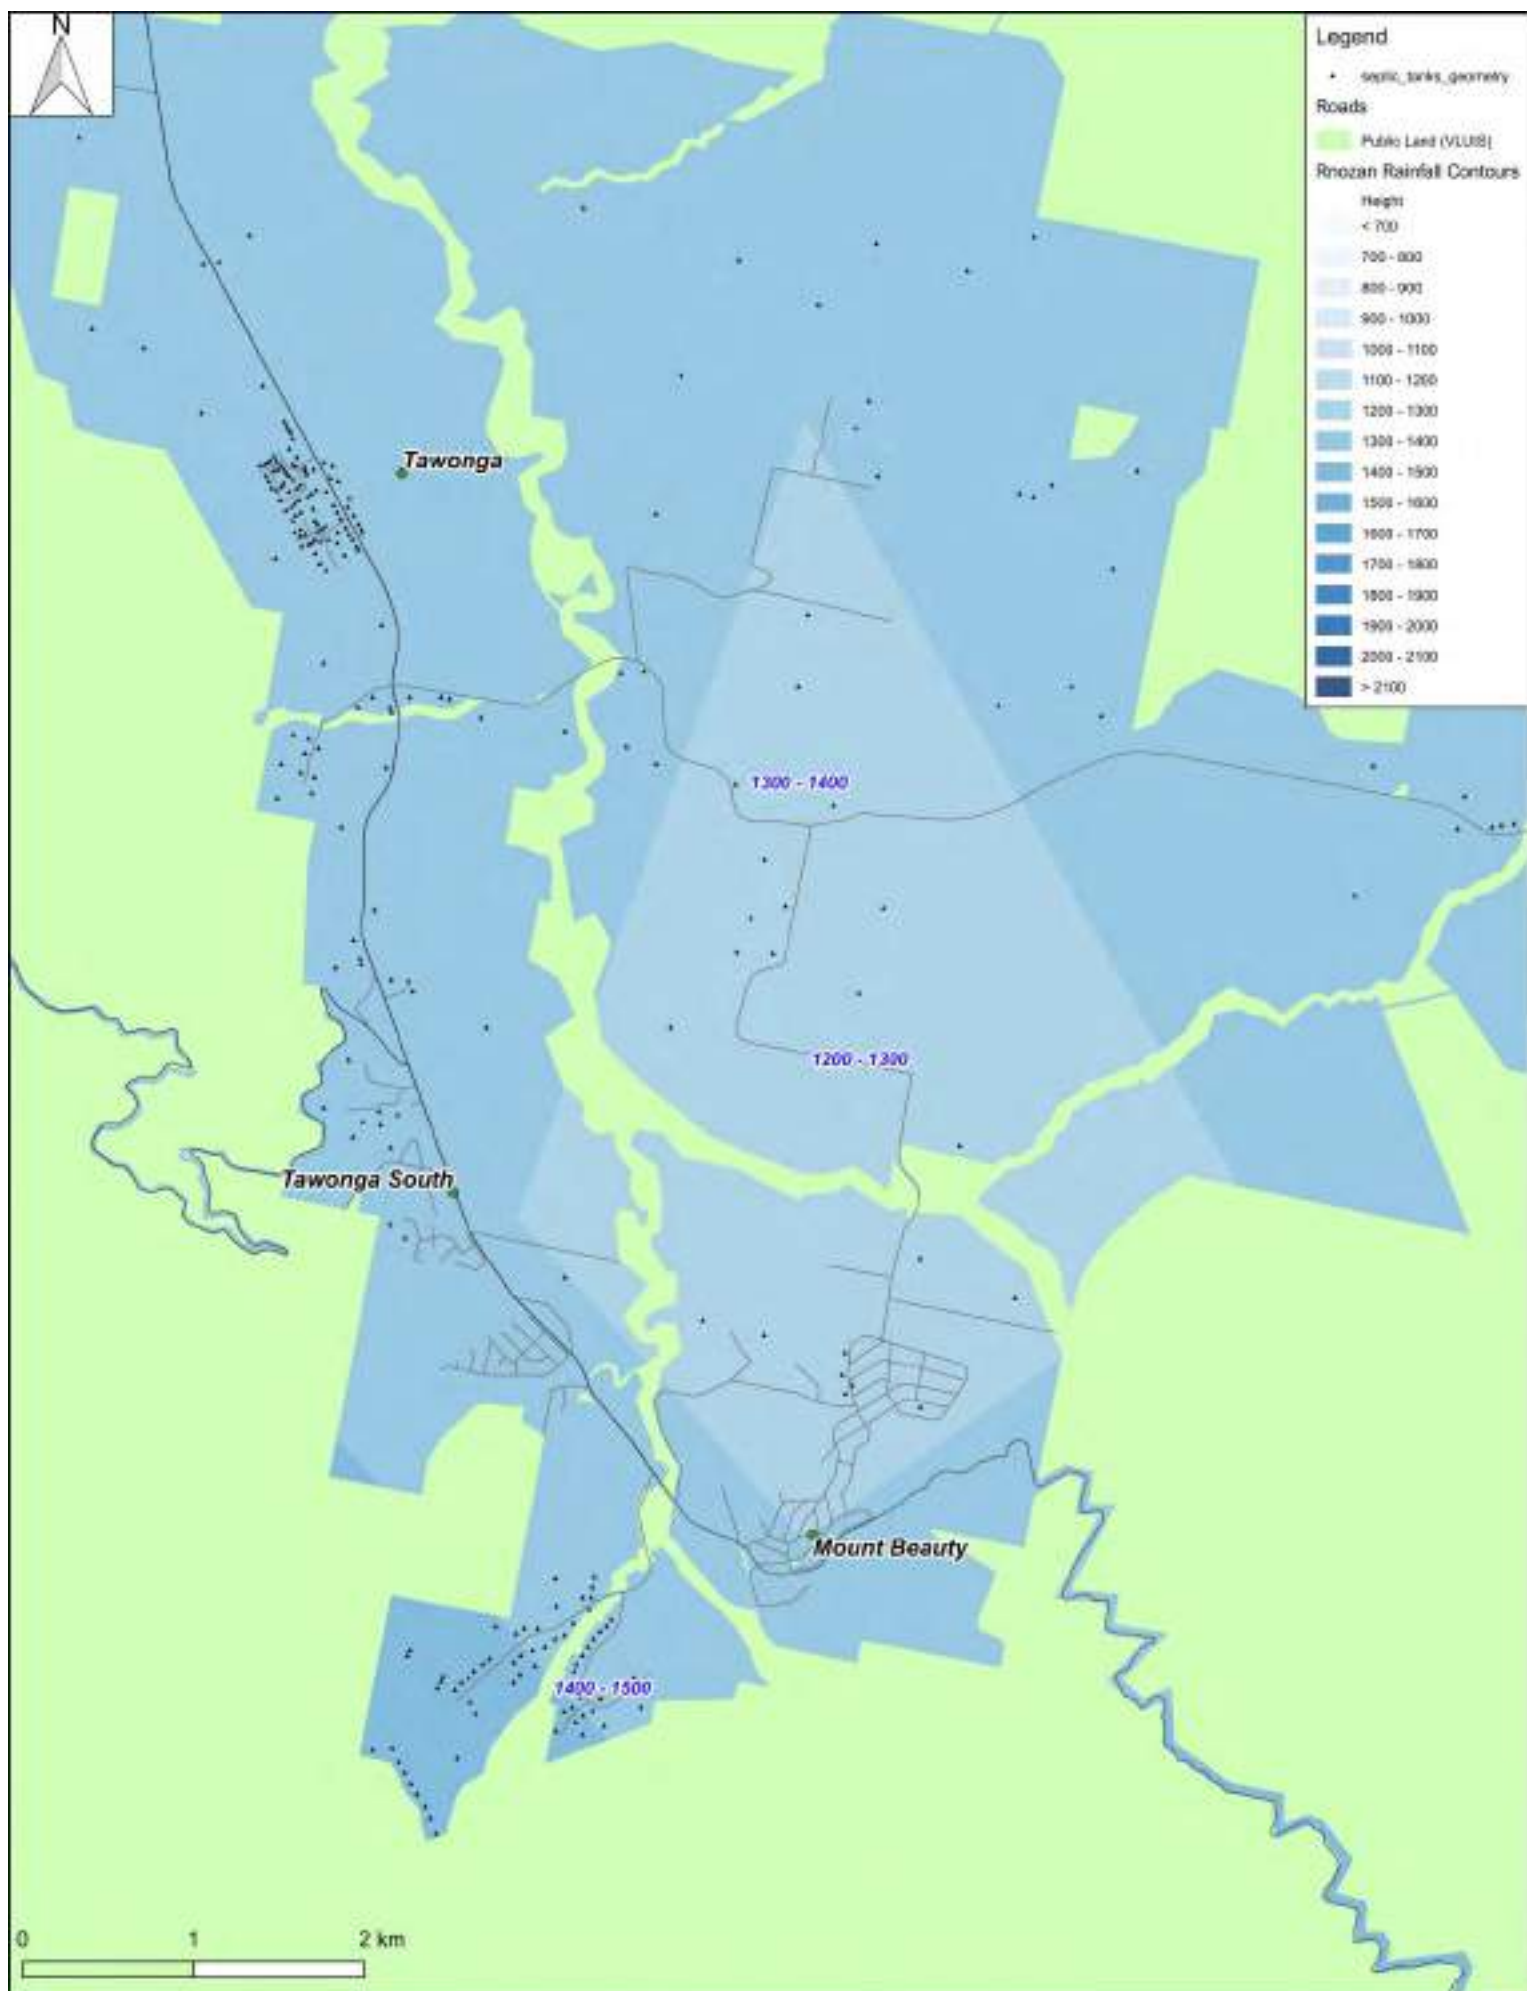 N
Legend
septic_tanks_geometry
Roads
Public Land (VLUIS)
Rnozan Rainfall Contours
Height
< 700
700 - 800
800 - 900
900 - 1000
1000 - 1100
1100 - 1200
1200 - 1300
1300 - 1400
1400 - 1500
1500 - 1600
1600 - 1700
1700 - 1800
1800 - 1900
1900 - 2000
2000 - 2100
> 2100
Tawonga
1300 - 1400
1200 - 1300
Tawonga South
Mount Beauty
1400 - 1500
0 1 2 km